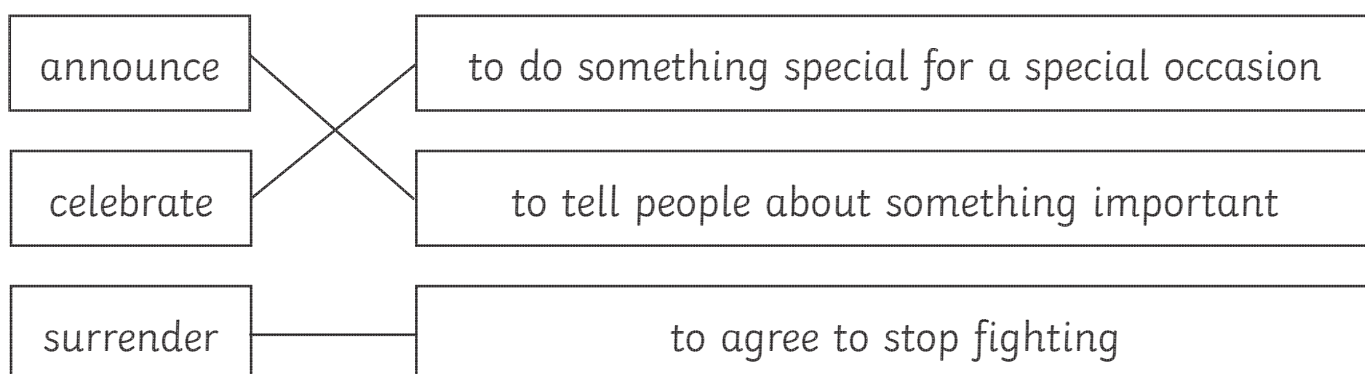 announce to do something special for a special occasion
celebrate to tell people about something important
surrender to agree to stop fighting